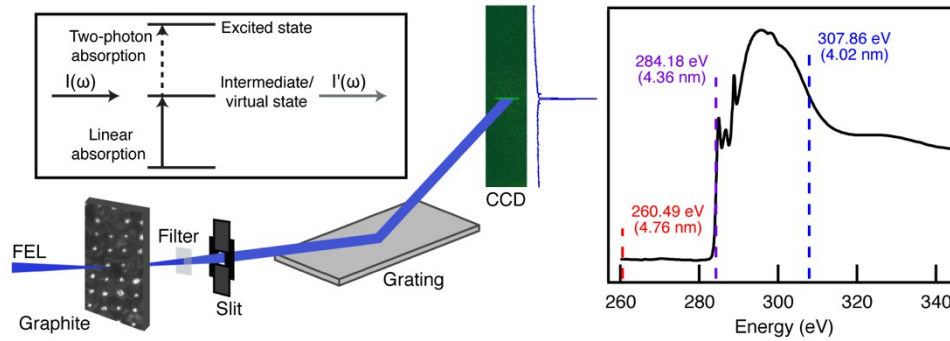 Two-photon
absorption
Excited state
I(ω)
Intermediate/
virtual state
I'(ω)
Linear
absorption
CCD
FEL
Graphite
Filter
Slit
Grating
284.18 eV
(4.36 nm)
307.86 eV
(4.02 nm)
260.49 eV
(4.76 nm)
260 280 300 320 340
Energy (eV)